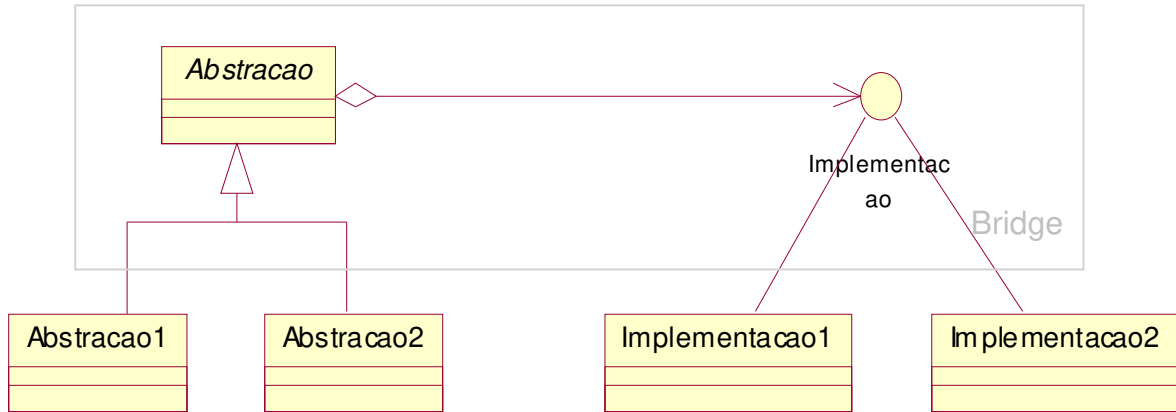 Abstracao
Implementac
ao
Bridge
Abstracao1
Abstracao2
Implementacao1
Implementacao2